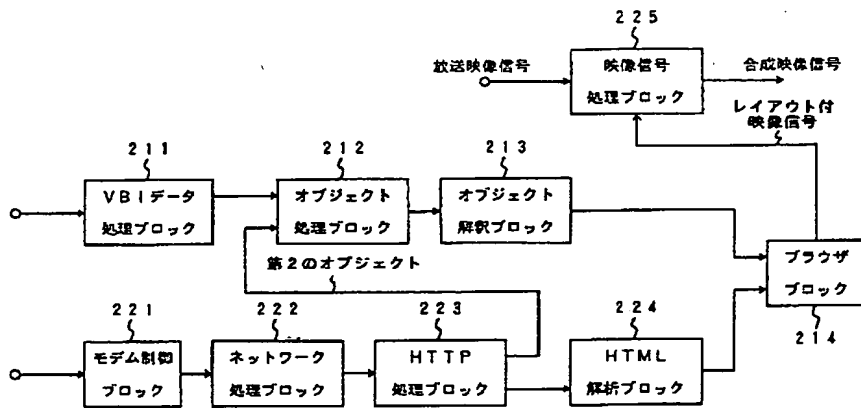 225
放送映像信号
映像信号
処理ブロック
合成映像信号
レイアウト付
映像信号
211
VBIデータ
処理ブロック
212
オブジェクト
処理ブロック
213
オブジェクト
解釈ブロック
第2のオブジェクト
ブラウザ
ブロック
214
221
モデム制御
ブロック
222
ネットワーク
処理ブロック
223
HTTP
処理ブロック
224
HTML
解析ブロック